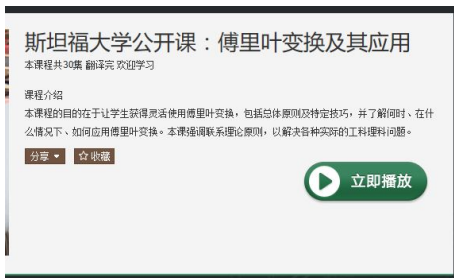 斯坦福大学公开课：傅里叶变换及其应用
本课程共30集 翻译完 欢迎学习
课程介绍
本课程的目的在于让学生获得灵活使用傅里叶变换，包括总体原则及特定技巧，并了解何时、在什
么情况下、如何应用傅里叶变换。本课强调联系理论原则，以解决各种实际的工科理科问题。
分享 ☆收藏
立即播放